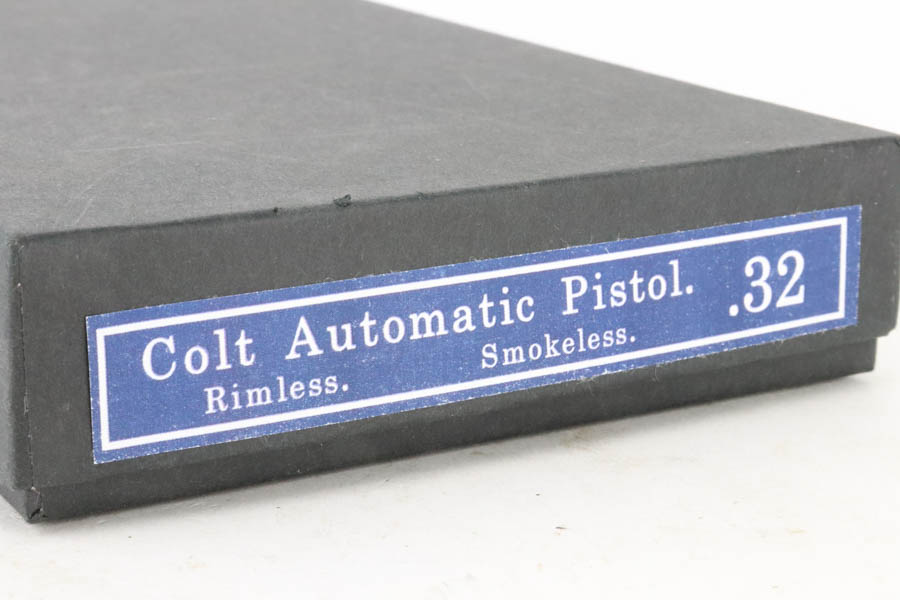 Colt Automatic Pistol. .32
Rimless. Smokeless.